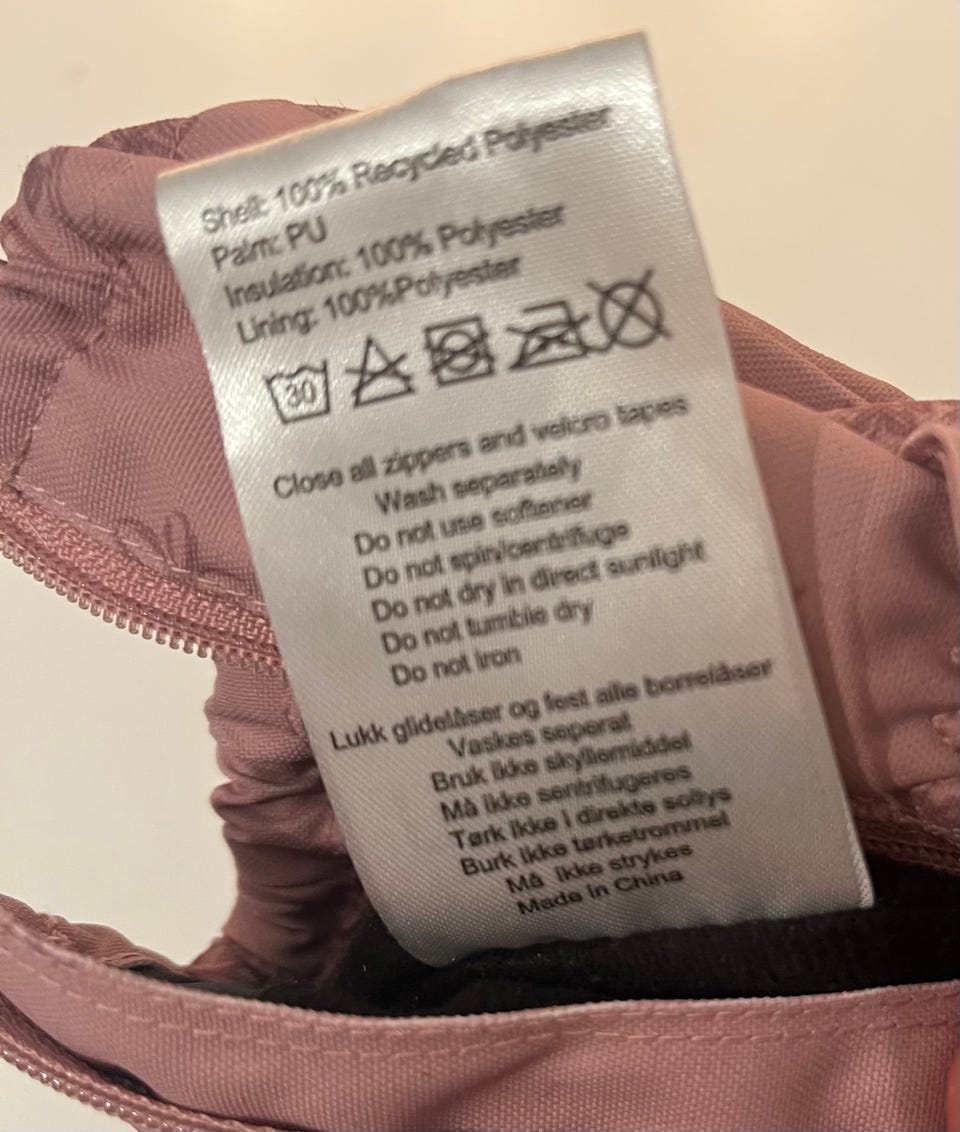 Shell: 100% Recycled Polyester
Palm: PU
Insulation: 100% Polyester
Lining: 100%Polyester
30
Close all zippers and velcro tapes
Wash separately
Do not use softener
Do not spin/centrifuge
Do not dry in direct sunlight
Do not tumble dry
Do not iron
Lukk glidelåser og fest alle borrelåser
Vaskes seperat
Bruk ikke skyllemiddel
Må ikke sentrifugeres
Tørk ikke i direkte sollys
Burk ikke tørketrommel
Må ikke strykes
Made in China